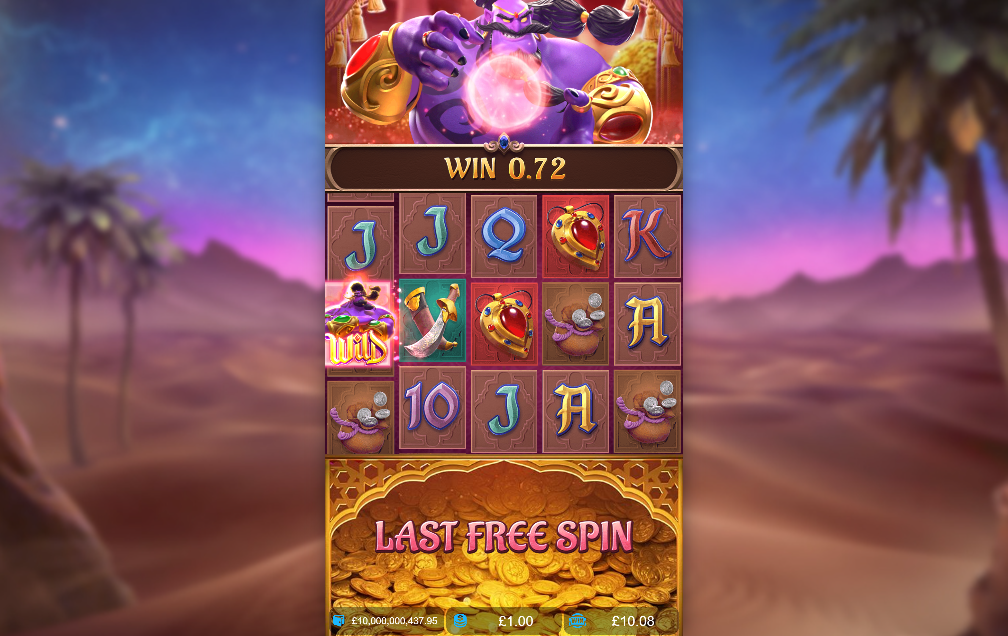 WIN 0.72
J J Q K
Wild A
10 J A
LAST FREE SPIN
£10,000,000,437.95 £1.00 £10.08